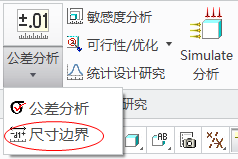 ±.01
公差分析
敏感度分析
可行性/优化
统计设计研究
Simulate
分析
公差分析
尺寸边界
研究